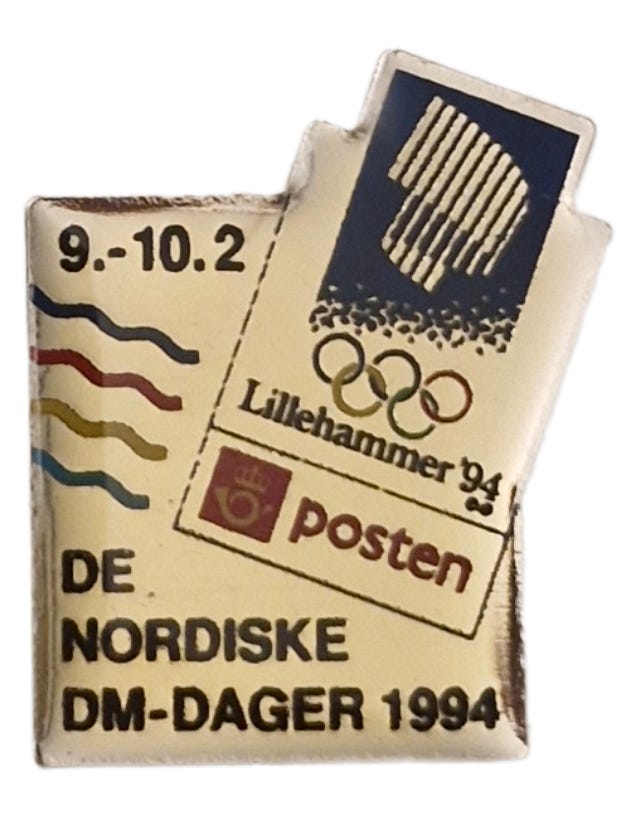 9.-10.2
Lillehammer '94
posten
DE
NORDISKE
DM-DAGER 1994